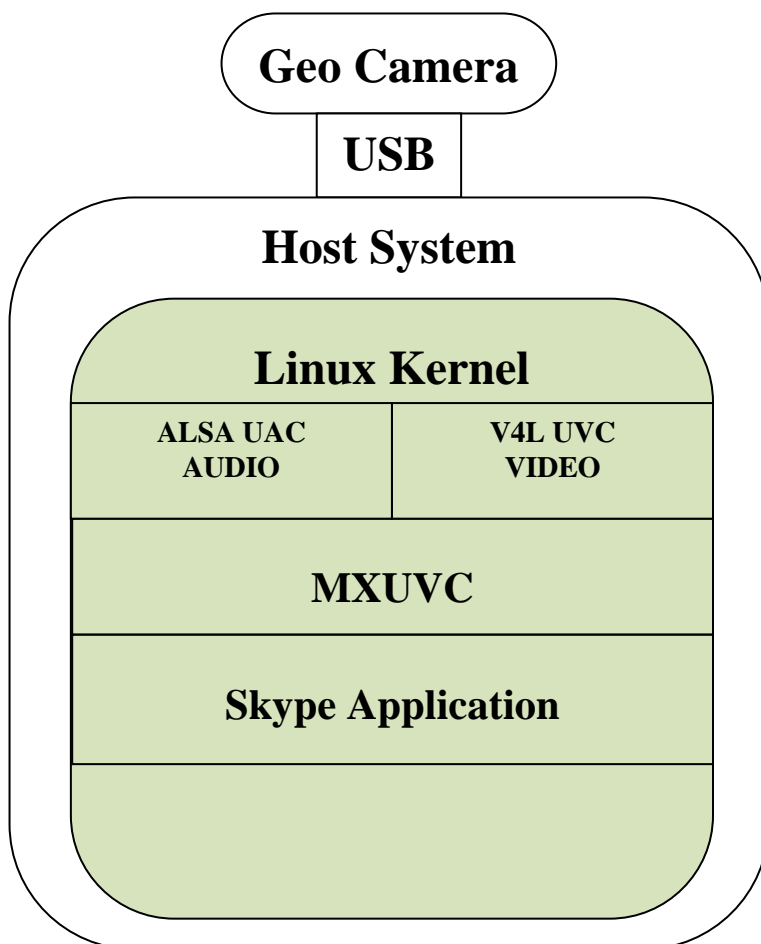 Geo Camera
USB
Host System
Linux Kernel
ALSA UAC
AUDIO
V4L UVC
VIDEO
MXUVC
Skype Application